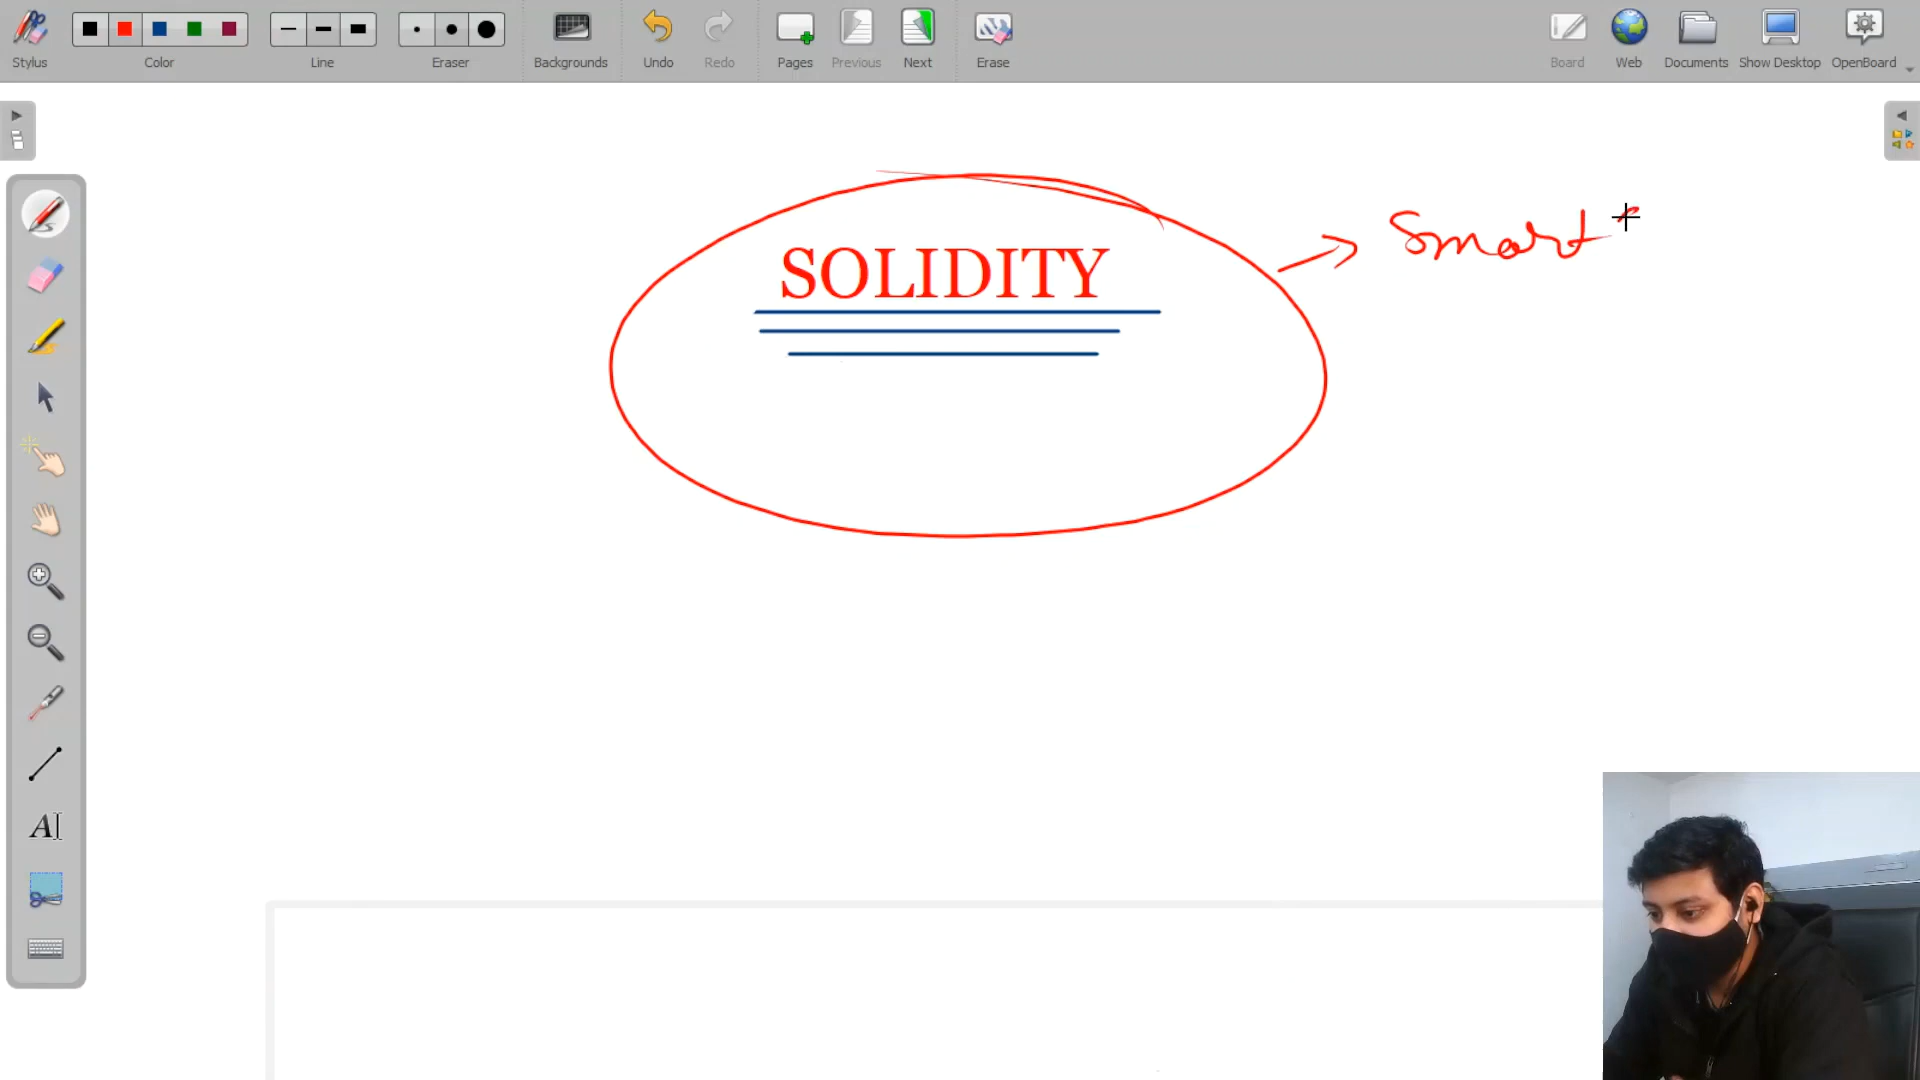 Stylus Color Line Eraser Backgrounds Undo Redo Pages Previous Next Erase Board Web Documents Show Desktop OpenBoard
SOLIDITY
Smart
AI